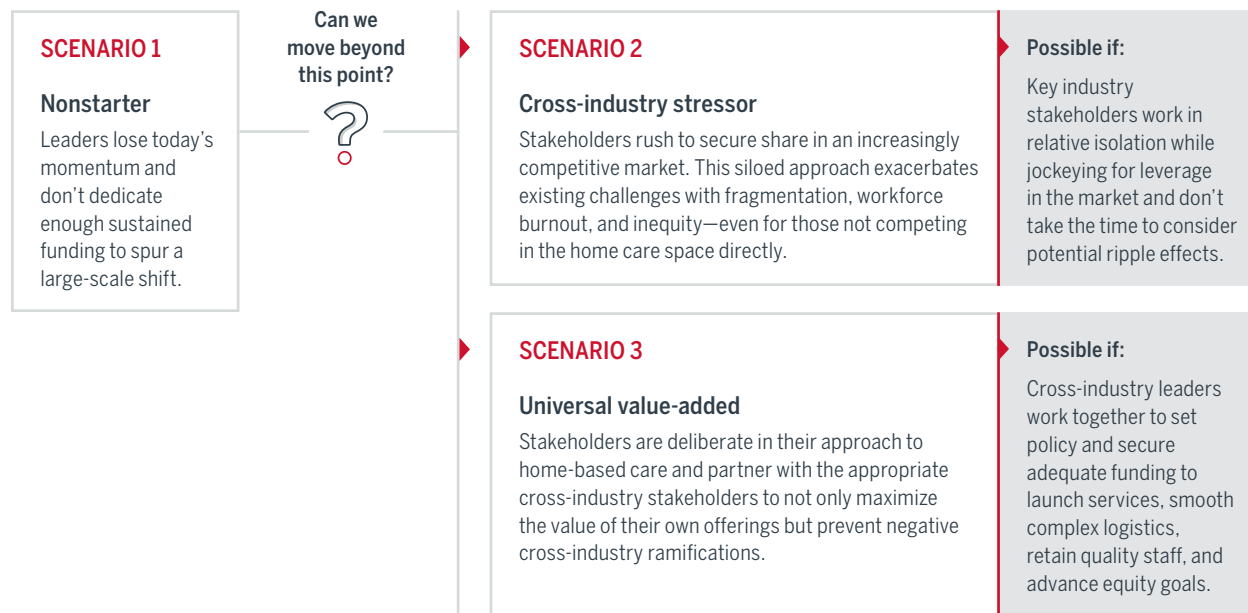 SCENARIO 1
Nonstarter
Leaders lose today’s
momentum and
don’t dedicate
enough sustained
funding to spur a
large-scale shift.
Can we
move beyond
this point?
?
SCENARIO 2
Cross-industry stressor
Stakeholders rush to secure share in an increasingly
competitive market. This siloed approach exacerbates
existing challenges with fragmentation, workforce
burnout, and inequity—even for those not competing
in the home care space directly.
Possible if:
Key industry
stakeholders work in
relative isolation while
jockeying for leverage
in the market and don’t
take the time to consider
potential ripple effects.
SCENARIO 3
Universal value-added
Stakeholders are deliberate in their approach to
home-based care and partner with the appropriate
cross-industry stakeholders to not only maximize
the value of their own offerings but prevent negative
cross-industry ramifications.
Possible if:
Cross-industry leaders
work together to set
policy and secure
adequate funding to
launch services, smooth
complex logistics,
retain quality staff, and
advance equity goals.